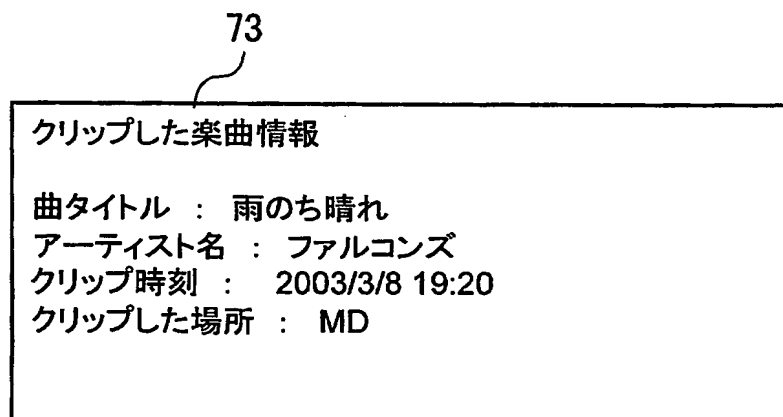 73
クリップした楽曲情報
曲タイトル : 雨のち晴れ
アーティスト名 : ファルコンズ
クリップ時刻 : 2003/3/8 19:20
クリップした場所 : MD